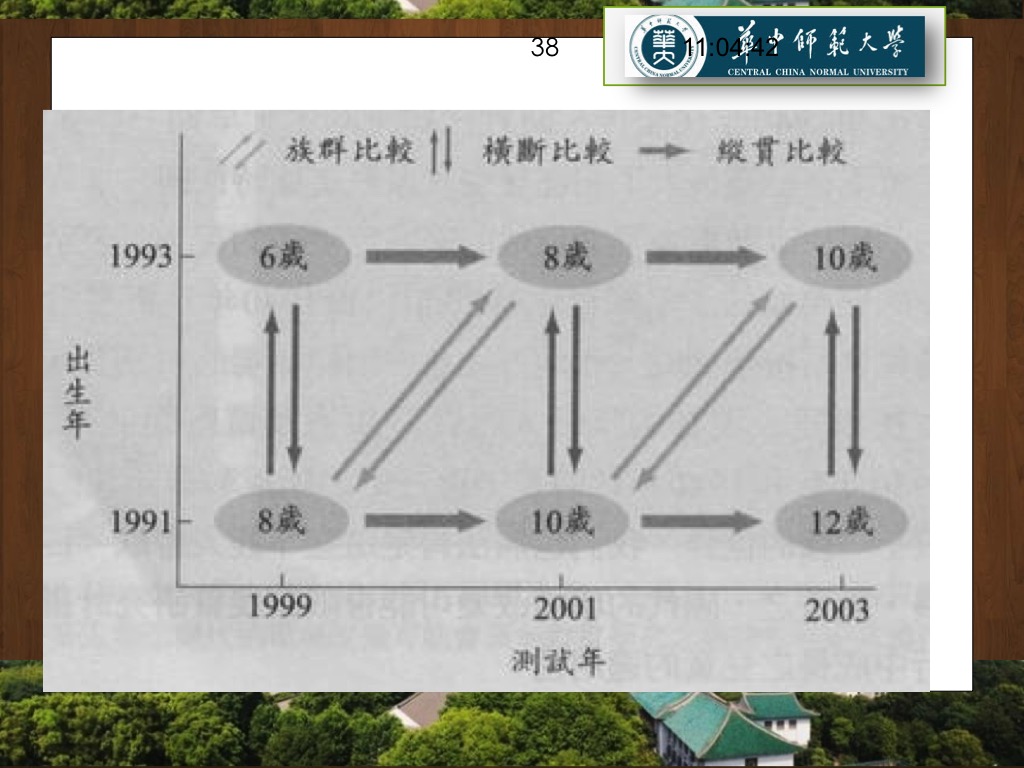 38
11:04:42
華中師範大學
CENTRAL CHINA NORMAL UNIVERSITY
族群比較 橫斷比較 縱貫比較
1993 6歲 8歲 10歲
出生年
1991 8歲 10歲 12歲
1999 2001 2003
測試年